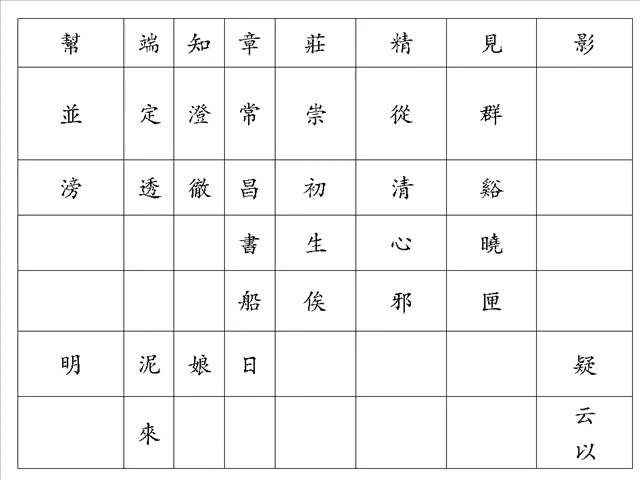 幫 端 知 章 莊 精 見 影
並 定 澄 常 崇 從 群
滂 透 徹 昌 初 清 谿
書 生 心 曉
船 俟 邪 匣
明 泥 娘 日 疑
來 云
以